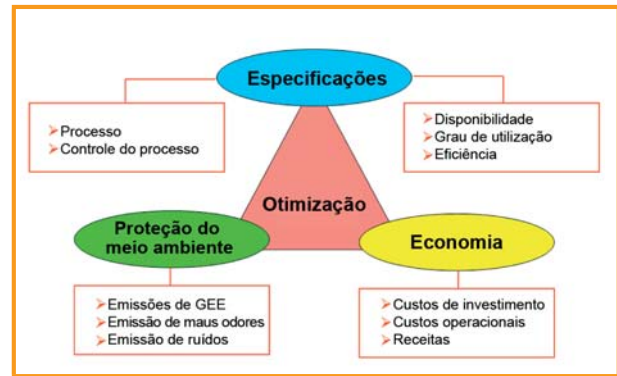 Especificações
Processo
Controle do processo
Disponibilidade
Grau de utilização
Eficiência
Otimização
Proteção do
meio ambiente
Economia
Emissões de GEE
Emissão de maus odores
Emissão de ruídos
Custos de investimento
Custos operacionais
Receitas